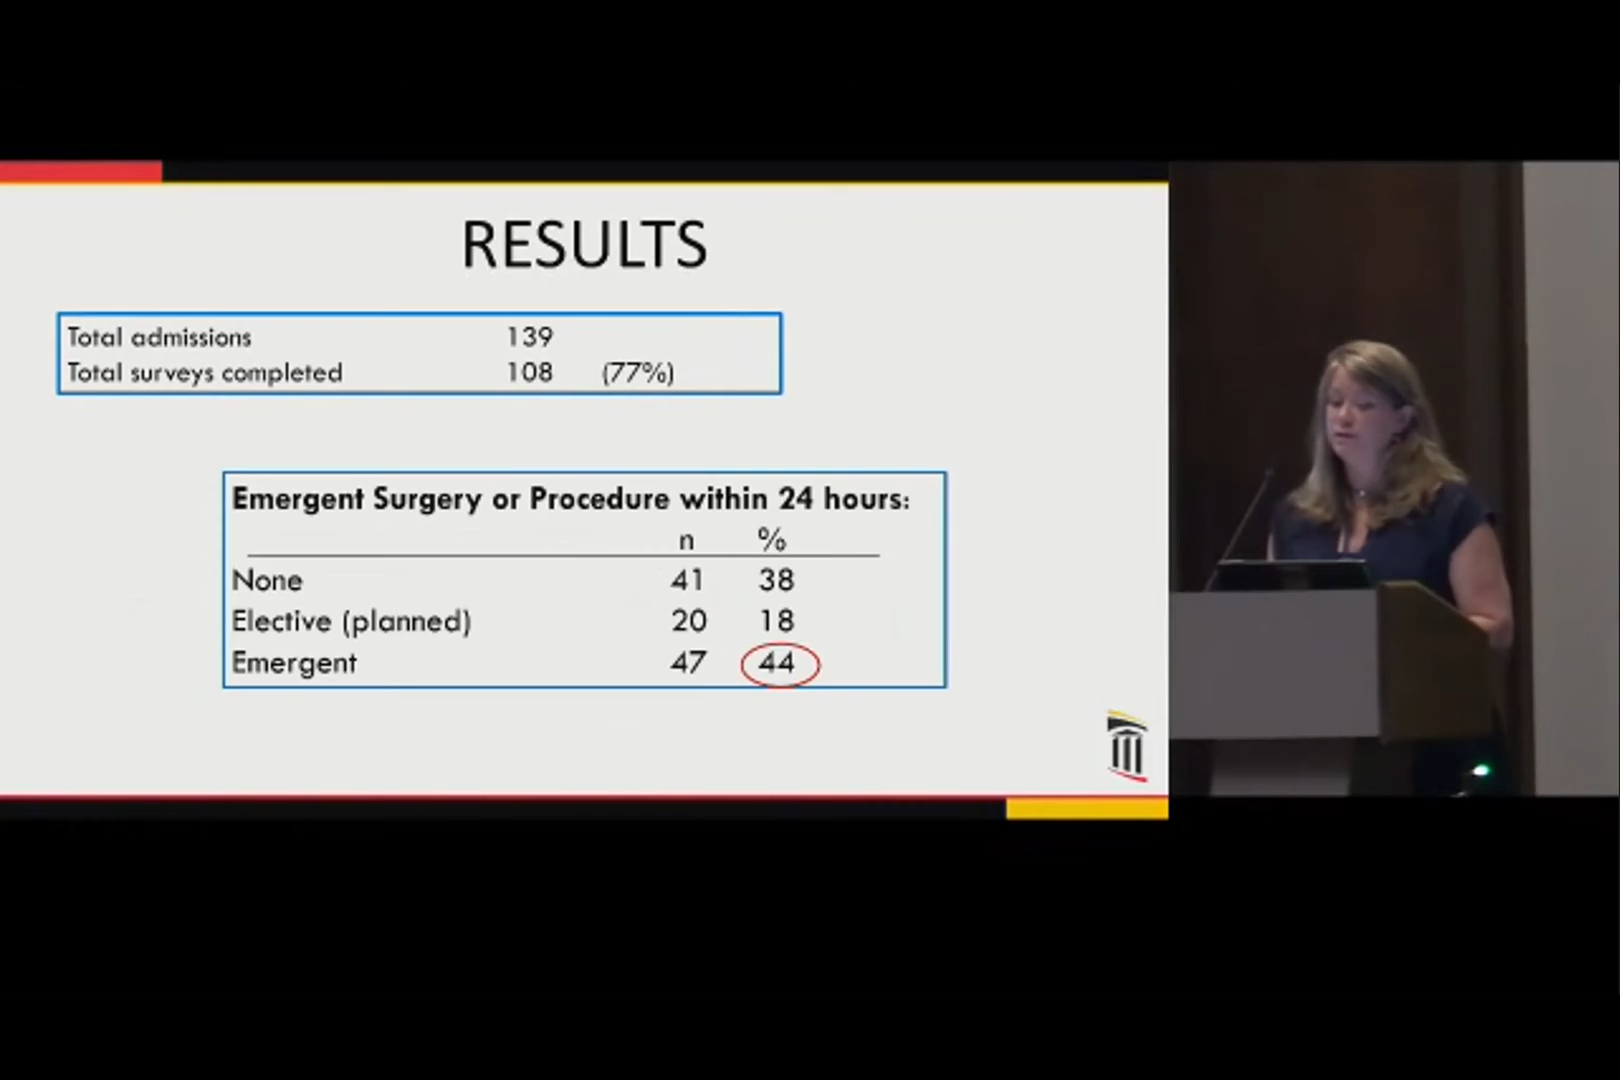 RESULTS
Total admissions 139
Total surveys completed 108 (77%)
Emergent Surgery or Procedure within 24 hours:
n %
None 41 38
Elective (planned) 20 18
Emergent 47 44